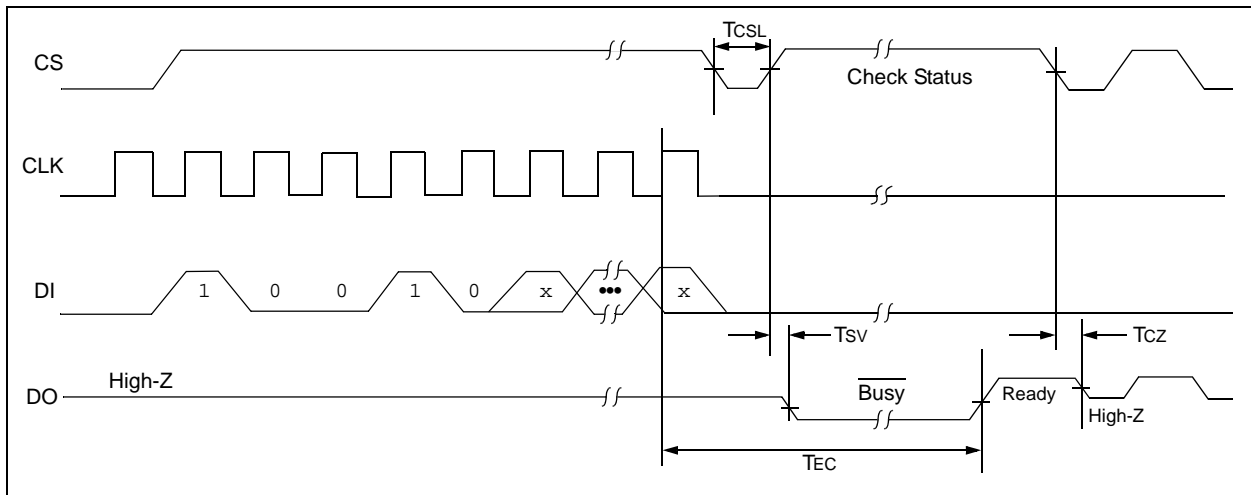 TCSL
CS
Check Status
CLK
DI
1 0 0 1 0 x ••• x
TSV
TCZ
High-Z
DO
Busy
Ready
High-Z
TEC